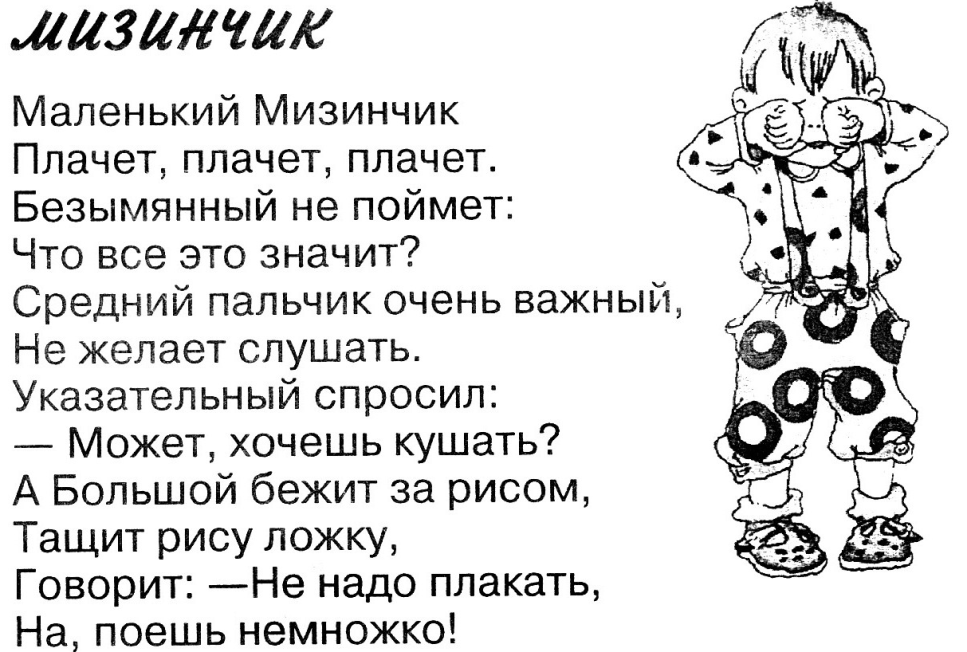 мизинчик
Маленький Мизинчик
Плачет, плачет, плачет.
Безымянный не поймет:
Что все это значит?
Средний пальчик очень важный,
Не желает слушать.
Указательный спросил:
— Может, хочешь кушать?
А Большой бежит за рисом,
Тащит рису ложку,
Говорит: —Не надо плакать,
На, поешь немножко!